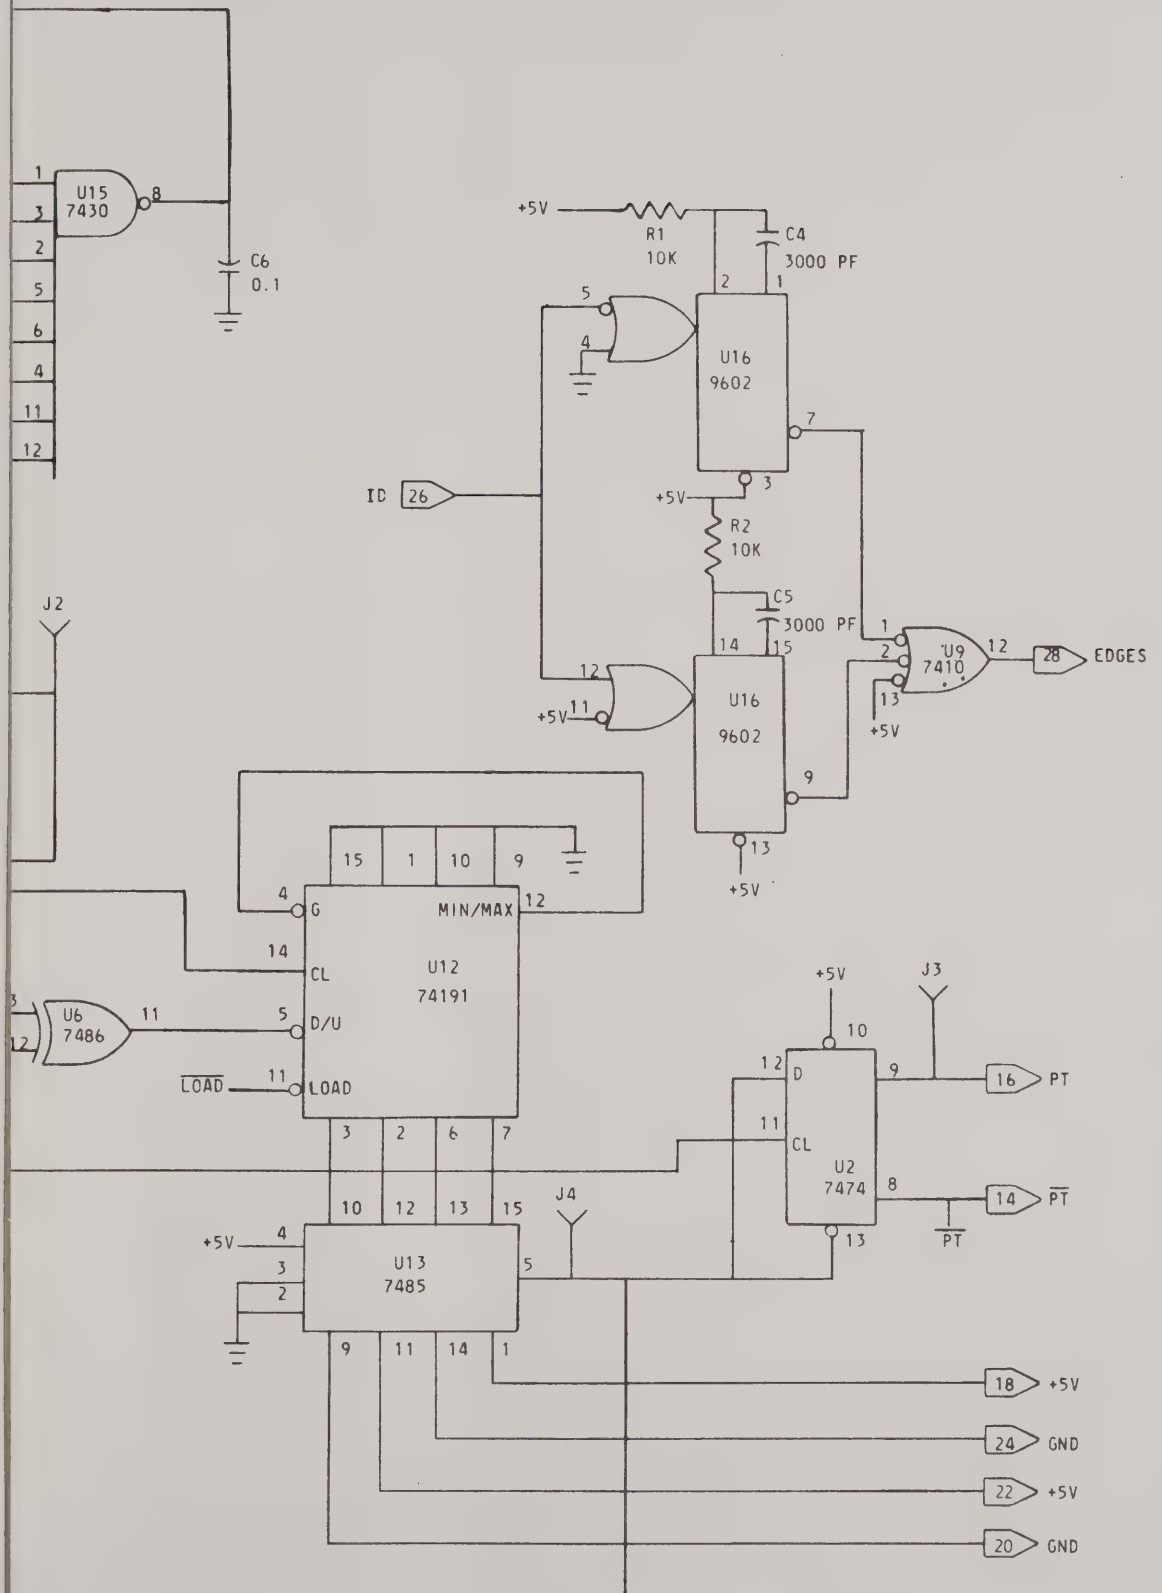 1
U15
8
3
7430
2
5
6
4
11
12
C6
0.1
+5V
R1
10K
C4
3000 PF
2
1
5
4
U16
9602
7
3
ID
26
+5V
R2
10K
C5
3000 PF
14
15
12
+5V
11
U16
9602
9
13
+5V
1
2
U9
7410
13
+5V
12
28
EDGES
J2
15
1
10
9
4
G
MIN/MAX
12
14
CL
U12
74191
3
U6
11
5
D/U
12
7486
LOAD
11
LOAD
3
2
6
7
10
12
13
15
J4
+5V
4
U13
5
3
7485
2
9
11
14
1
+5V
J3
10
12
D
9
16
PT
11
CL
U2
7474
8
14
PT
13
PT
18
+5V
24
GND
22
+5V
20
GND